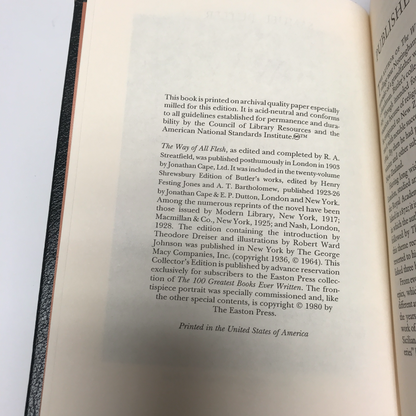 This book is printed on archival quality paper especially
milled for this edition. It is acid-neutral and conforms
to all guidelines established for permanence and dura-
bility by the Council of Library Resources and the
American National Standards Institute.♾™
The Way of All Flesh, as edited and completed by R. A.
Streatfield, was published posthumously in London in 1903
by Jonathan Cape, Ltd. It was included in the twenty-volume
Shrewsbury Edition of Butler's works, edited by Henry
Festing Jones and A. T. Bartholomew, published 1923-26
by Jonathan Cape & E. P. Dutton, London and New York.
Among the numerous reprints of the novel have been
those issued by Modern Library, New York, 1917;
Macmillan & Co., New York, 1925; and Nash, London,
1928. The edition containing the introduction by
Theodore Dreiser and illustrations by Robert Ward
Johnson was published in New York by The George
Macy Companies, Inc. (copyright 1936, © 1964). This
Collector's Edition is published by advance reservation
exclusively for subscribers to the Easton Press collec-
tion of The 100 Greatest Books Ever Written. The fron-
tispiece portrait was specially commissioned and, like
the other special contents, is copyright © 1980 by
The Easton Press.
Printed in the United States of America
PUBLISH